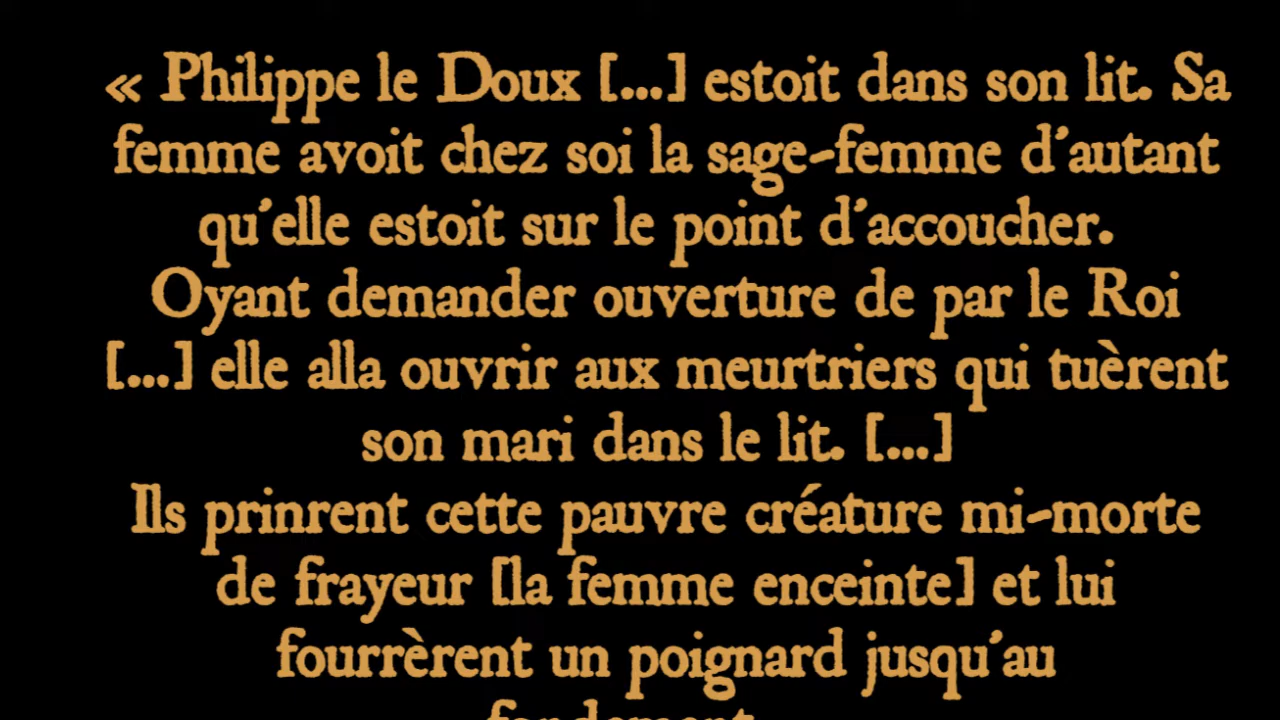 « Philippe le Doux [...] estoit dans son lit. Sa
femme avoit chez soi la sage-femme d'autant
qu'elle estoit sur le point d'accoucher.
Oyant demander ouverture de par le Roi
[...] elle alla ouvrir aux meurtriers qui tuèrent
son mari dans le lit. [...]
Ils prinrent cette pauvre créature mi-morte
de frayeur [la femme enceinte] et lui
fourrèrent un poignard jusqu'au